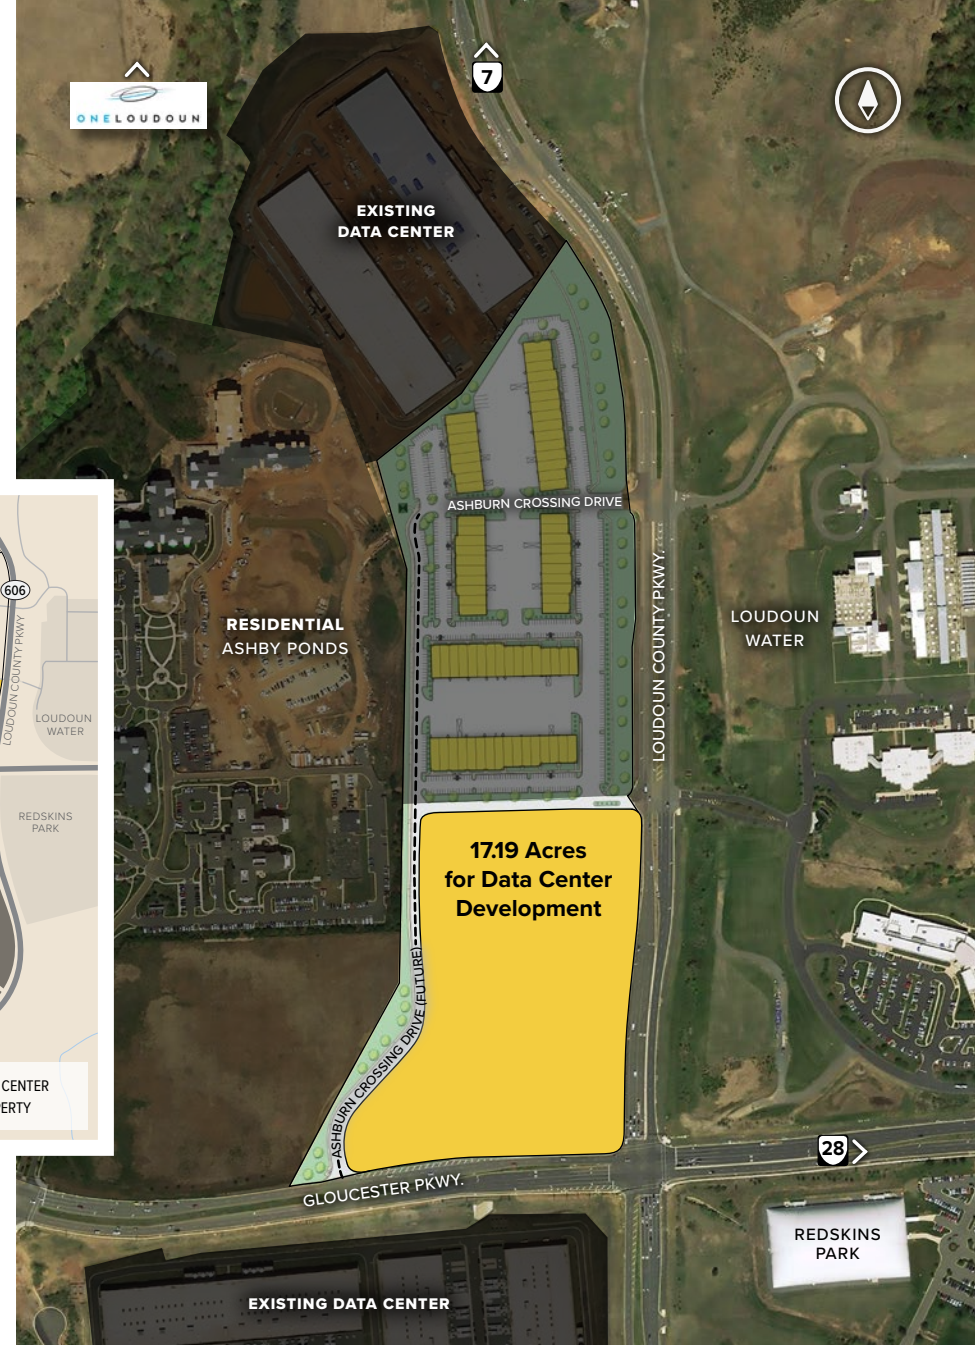 7
ONELOUDOUN
EXISTING
DATA CENTER
ASHBURN CROSSING DRIVE
606
LOUDOUN COUNTY PKWY
LOUDOUN
WATER
REDSKINS
PARK
CENTER
ERTY
RESIDENTIAL
ASHBY PONDS
LOUDOUN COUNTY PKWY.
LOUDOUN
WATER
17.19 Acres
for Data Center
Development
ASHBURN CROSSING DRIVE (FUTURE)
28
GLOUCESTER PKWY.
REDSKINS
PARK
EXISTING DATA CENTER